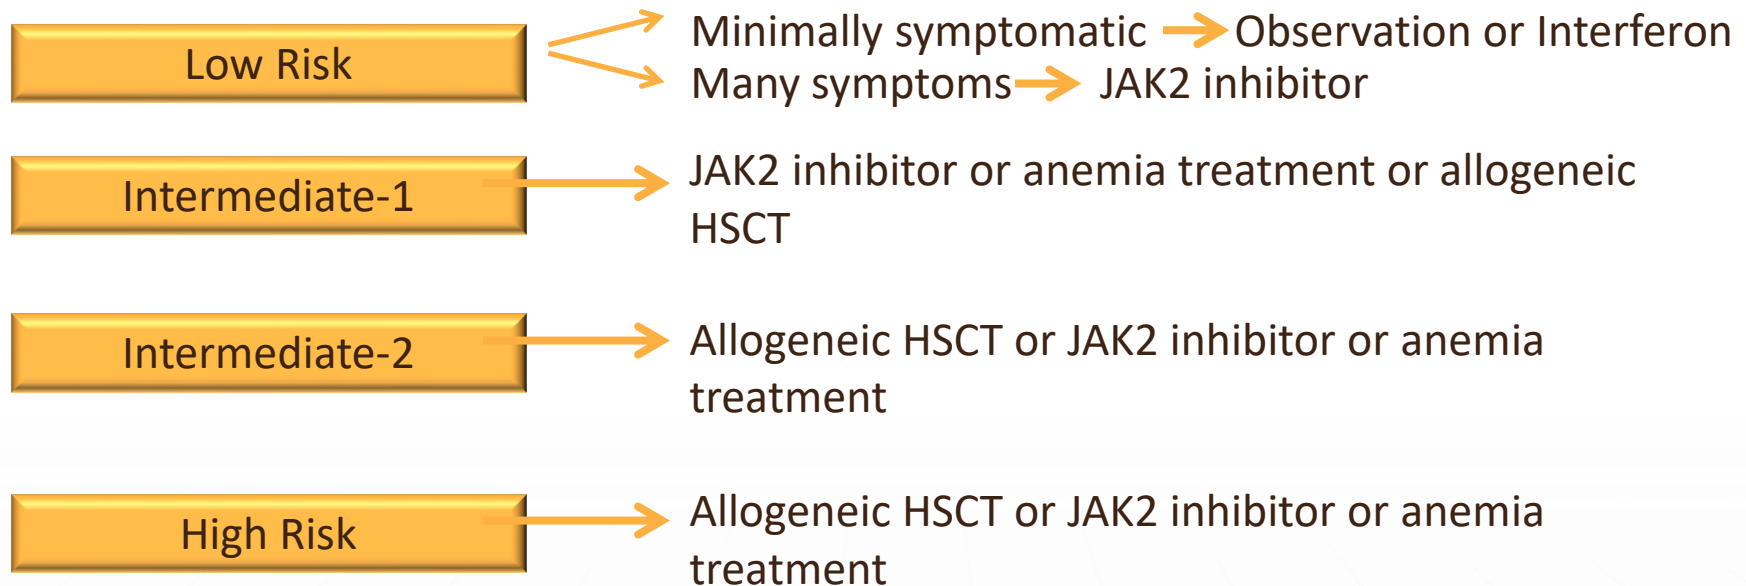 Low Risk
Minimally symptomatic Observation or Interferon
Many symptoms JAK2 inhibitor
Intermediate-1
JAK2 inhibitor or anemia treatment or allogeneic
HSCT
Intermediate-2
Allogeneic HSCT or JAK2 inhibitor or anemia
treatment
High Risk
Allogeneic HSCT or JAK2 inhibitor or anemia
treatment